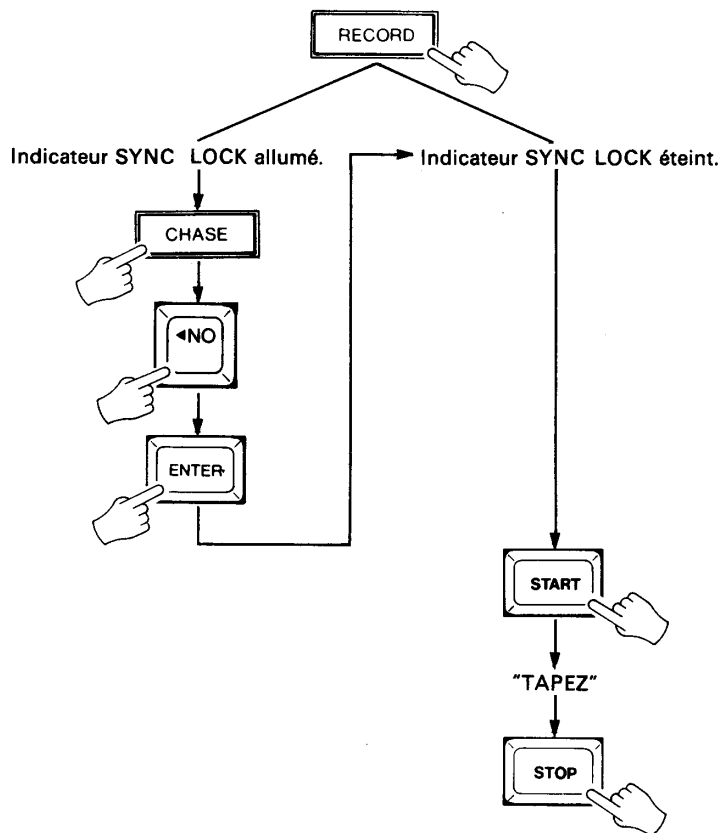 RECORD
Indicateur SYNC LOCK allumé.
Indicateur SYNC LOCK éteint.
CHASE
◄NO
ENTER
START
"TAPEZ"
STOP